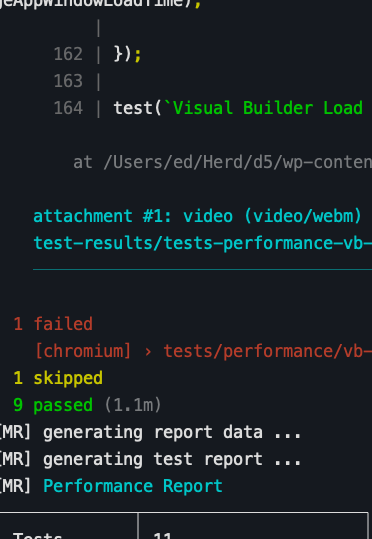 geAppWindowLoadTime);
|
162 | });
163 |
164 | test(`Visual Builder Load
at /Users/ed/Herd/d5/wp-conten
attachment #1: video (video/webm)
test-results/tests-performance-vb-
1 failed
[chromium] › tests/performance/vb-
1 skipped
9 passed (1.1m)
[MR] generating report data ...
[MR] generating test report ...
[MR] Performance Report
Tests 11